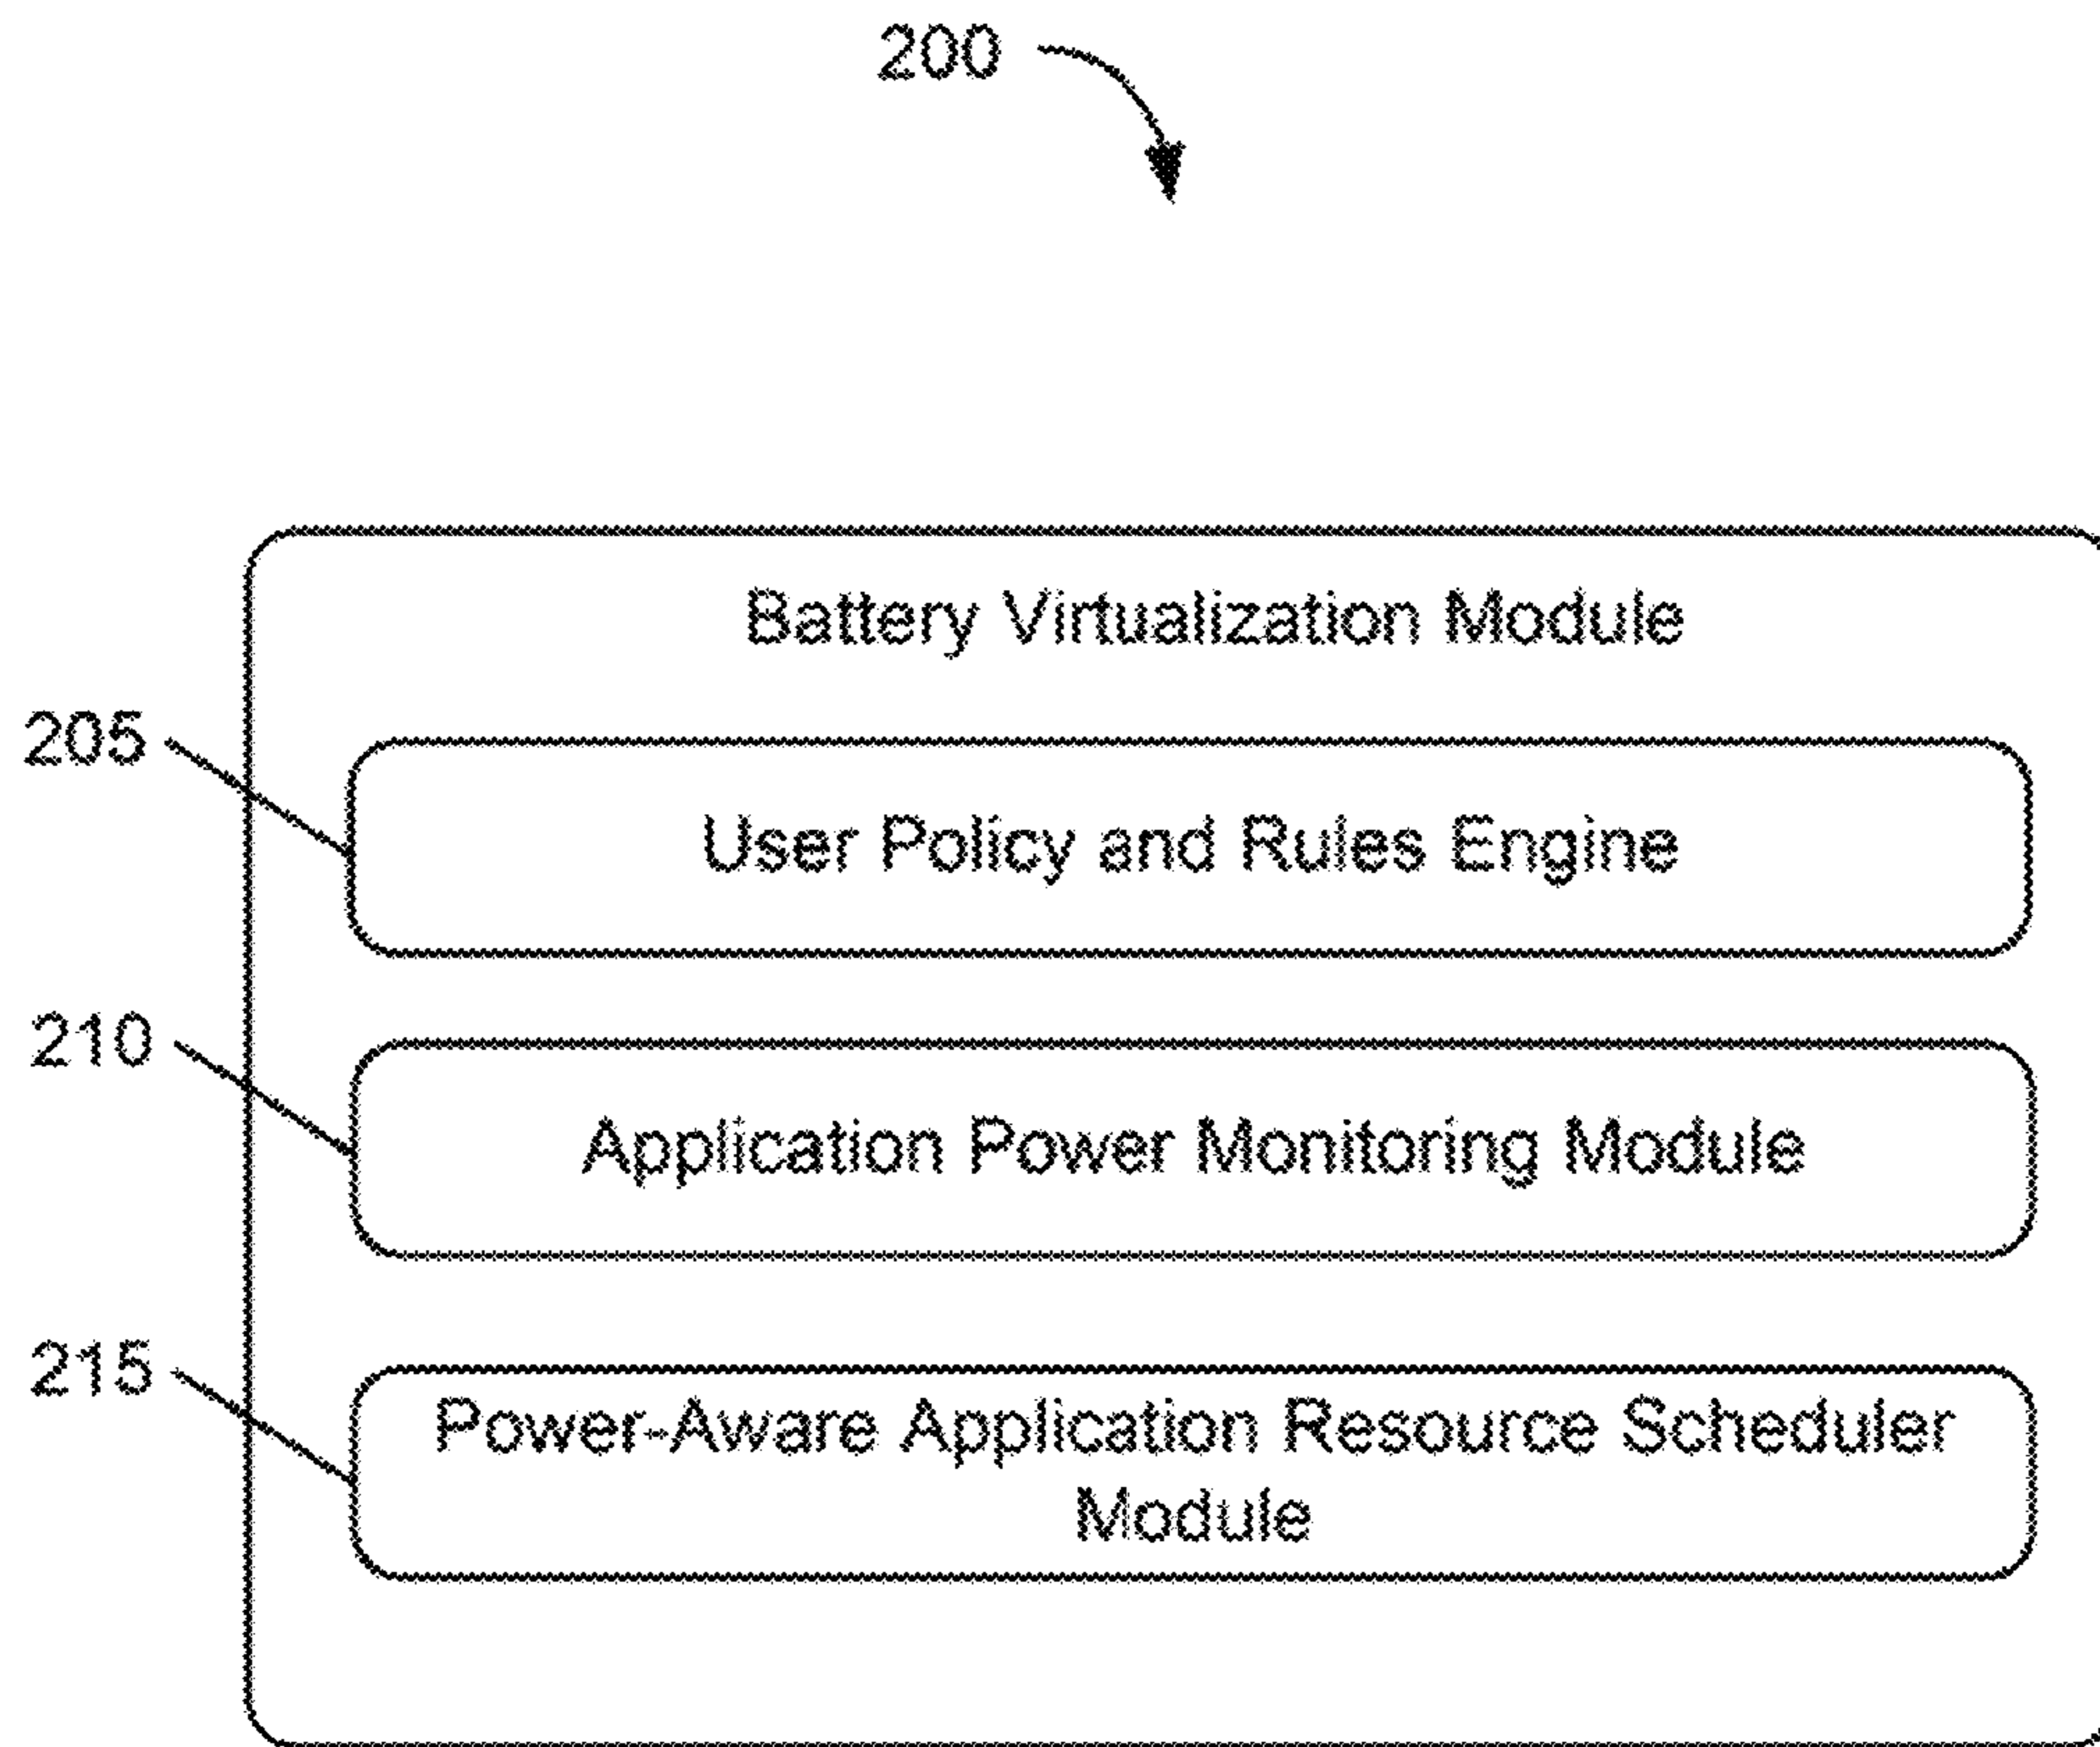 200
Battery Virtualization Module
205
User Policy and Rules Engine
210
Application Power Monitoring Module
215
Power-Aware Application Resource Scheduler
Module